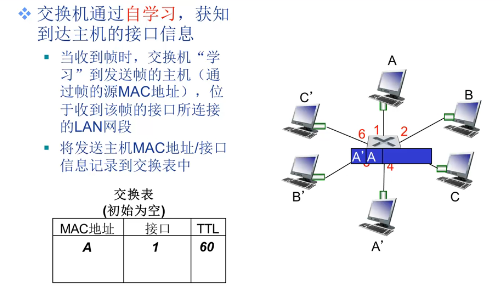 交换机通过自学习，获知
到达主机的接口信息
当收到帧时，交换机“学
习”到发送帧的主机（通
过帧的源MAC地址），位
于收到该帧的接口所连接
的LAN网段
将发送主机MAC地址/接口
信息记录到交换表中
交换表
(初始为空)
MAC地址 接口 TTL
A 1 60
A
C’ B
6 1 2
A’ A
5 4
B’ C
A’